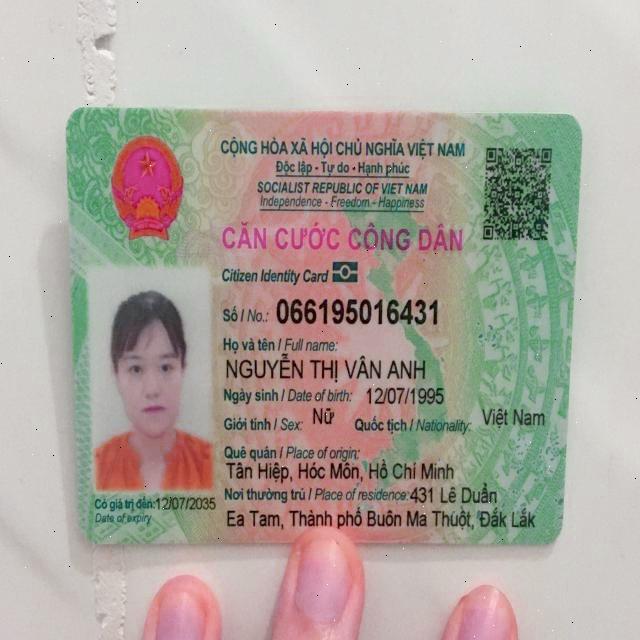 CỘNG HÒA XÃ HỘI CHỦ NGHĨA VIỆT NAM
Độc lập - Tự do - Hạnh phúc
SOCIALIST REPUBLIC OF VIET NAM
Independence - Freedom - Happiness
CĂN CƯỚC CÔNG DÂN
Citizen Identity Card
Số / No.: 066195016431
Họ và tên / Full name:
NGUYỄN THỊ VÂN ANH
Ngày sinh / Date of birth: 12/07/1995
Giới tính / Sex: Nữ Quốc tịch / Nationality: Việt Nam
Quê quán / Place of origin:
Tân Hiệp, Hóc Môn, Hồ Chí Minh
Nơi thường trú / Place of residence: 431 Lê Duẩn
Ea Tam, Thành phố Buôn Ma Thuột, Đắk Lắk
Có giá trị đến: 12/07/2035
Date of expiry